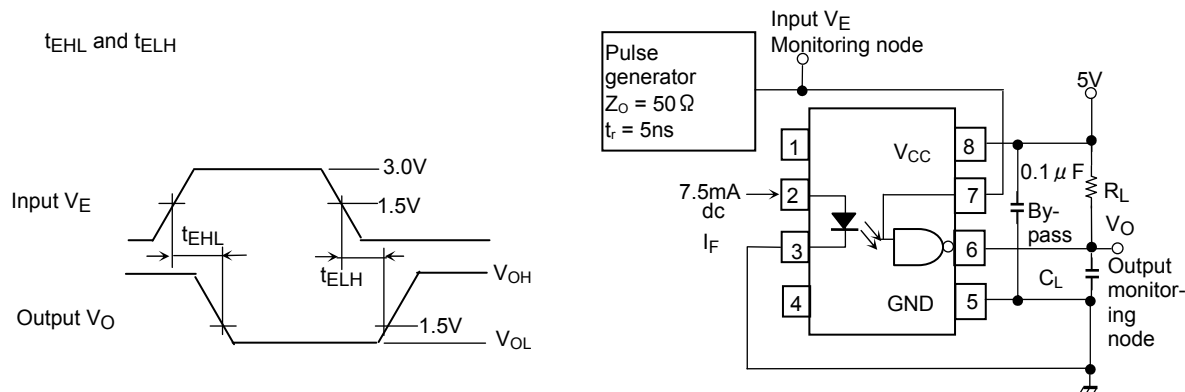 tEHL and tELH
Input VE
3.0V
1.5V
tEHL
tELH
Output VO
VOH
1.5V
VOL
Pulse
generator
ZO = 50 Ω
tr = 5ns
Input VE
Monitoring node
5V
1
2
3
4
VCC
GND
8
7
6
5
7.5mA
dc
IF
0.1 μ F
By-
pass
RL
VO
CL
Output
monitor-
ing
node